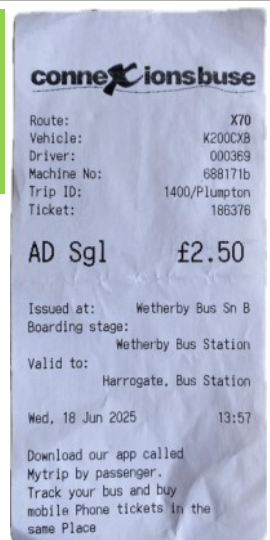 conneXionsbuse
Route: X70
Vehicle: K200CXB
Driver: 000369
Machine No: 688171b
Trip ID: 1400/Plumpton
Ticket: 186376
AD Sgl £2.50
Issued at: Wetherby Bus Sn B
Boarding stage:
Wetherby Bus Station
Valid to:
Harrogate, Bus Station
Wed, 18 Jun 2025 13:57
Download our app called
Mytrip by passenger.
Track your bus and buy
mobile Phone tickets in the
same Place